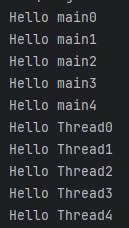 Hello main0
Hello main1
Hello main2
Hello main3
Hello main4
Hello Thread0
Hello Thread1
Hello Thread2
Hello Thread3
Hello Thread4